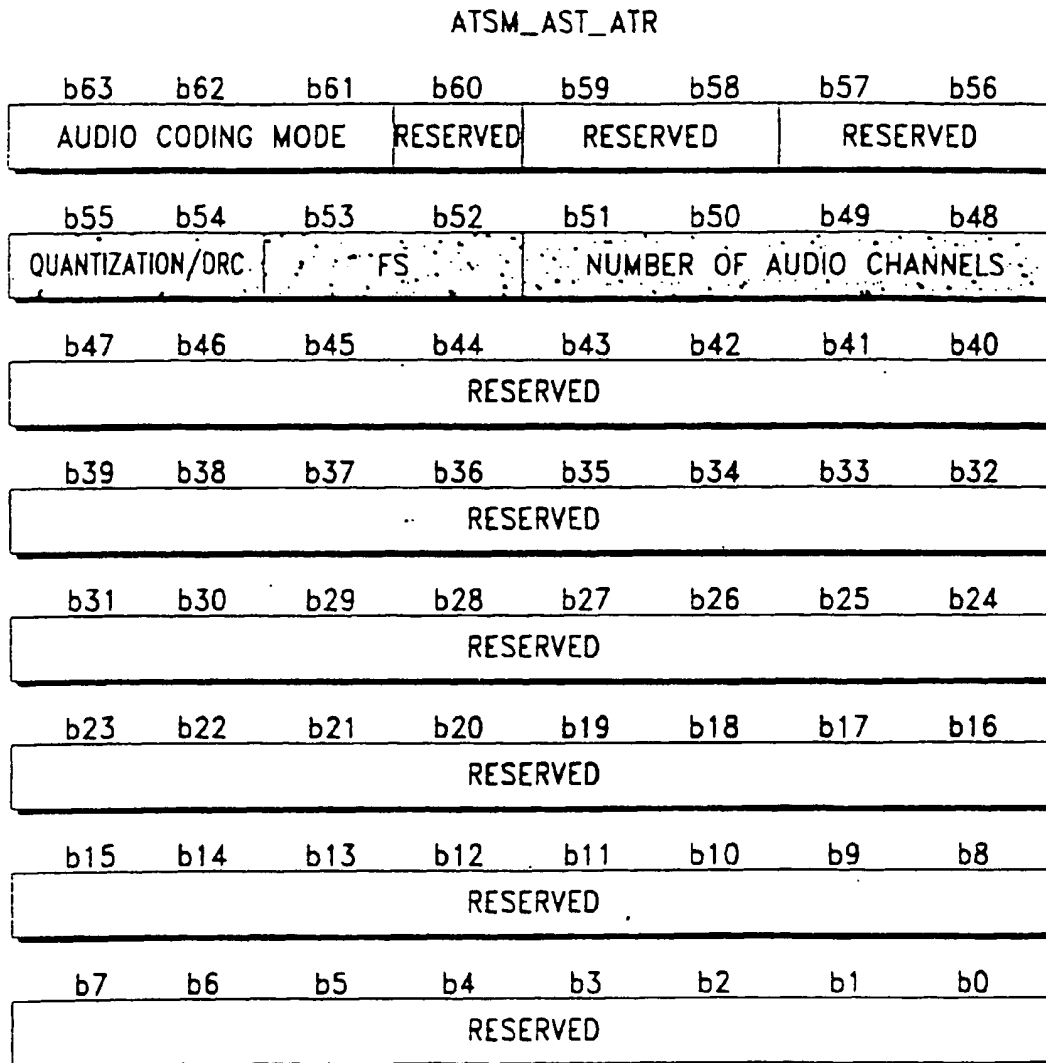 ATSM_AST_ATR
b63 b62 b61 b60 b59 b58 b57 b56
AUDIO CODING MODE RESERVED RESERVED RESERVED
b55 b54 b53 b52 b51 b50 b49 b48
QUANTIZATION/DRC FS NUMBER OF AUDIO CHANNELS
b47 b46 b45 b44 b43 b42 b41 b40
RESERVED
b39 b38 b37 b36 b35 b34 b33 b32
RESERVED
b31 b30 b29 b28 b27 b26 b25 b24
RESERVED
b23 b22 b21 b20 b19 b18 b17 b16
RESERVED
b15 b14 b13 b12 b11 b10 b9 b8
RESERVED
b7 b6 b5 b4 b3 b2 b1 b0
RESERVED